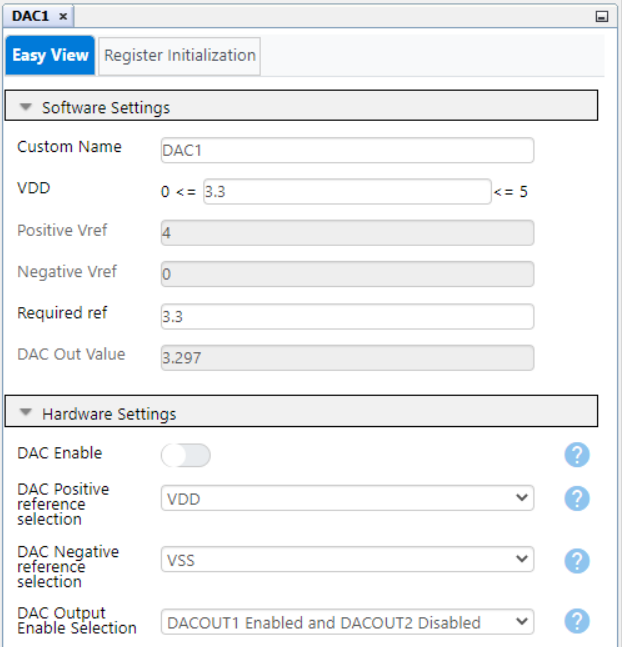 DAC1 ×
Easy View Register Initialization
Software Settings
Custom Name DAC1
VDD 0 <= 3.3 <= 5
Positive Vref 4
Negative Vref 0
Required ref 3.3
DAC Out Value 3.297
Hardware Settings
DAC Enable ?
DAC Positive
reference
selection VDD ?
DAC Negative
reference
selection VSS ?
DAC Output
Enable Selection DACOUT1 Enabled and DACOUT2 Disabled ?